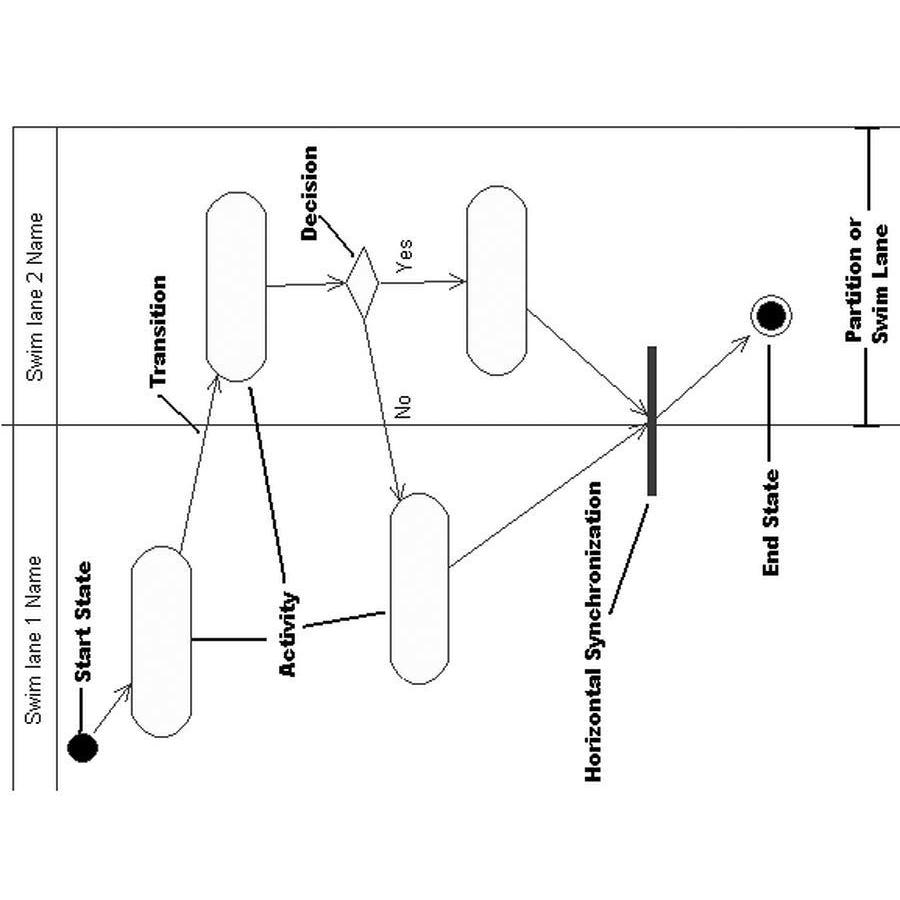 Swim lane 1 Name
Swim lane 2 Name
Start State
Transition
Activity
Decision
Yes
No
Horizontal Synchronization
End State
Partition or
Swim Lane